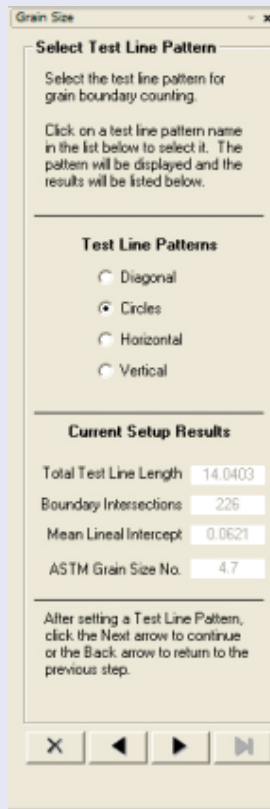 Grain Size
Select Test Line Pattern
Select the test line pattern for
grain boundary counting.
Click on a test line pattern name
in the list below to select it. The
pattern will be displayed and the
results will be listed below.
Test Line Patterns
Diagonal
Circles
Horizontal
Vertical
Current Setup Results
Total Test Line Length 14.0403
Boundary Intersections 226
Mean Lineal Intercept 0.0621
ASTM Grain Size No. 4.7
After setting a Test Line Pattern,
click the Next arrow to continue
or the Back arrow to return to the
previous step.